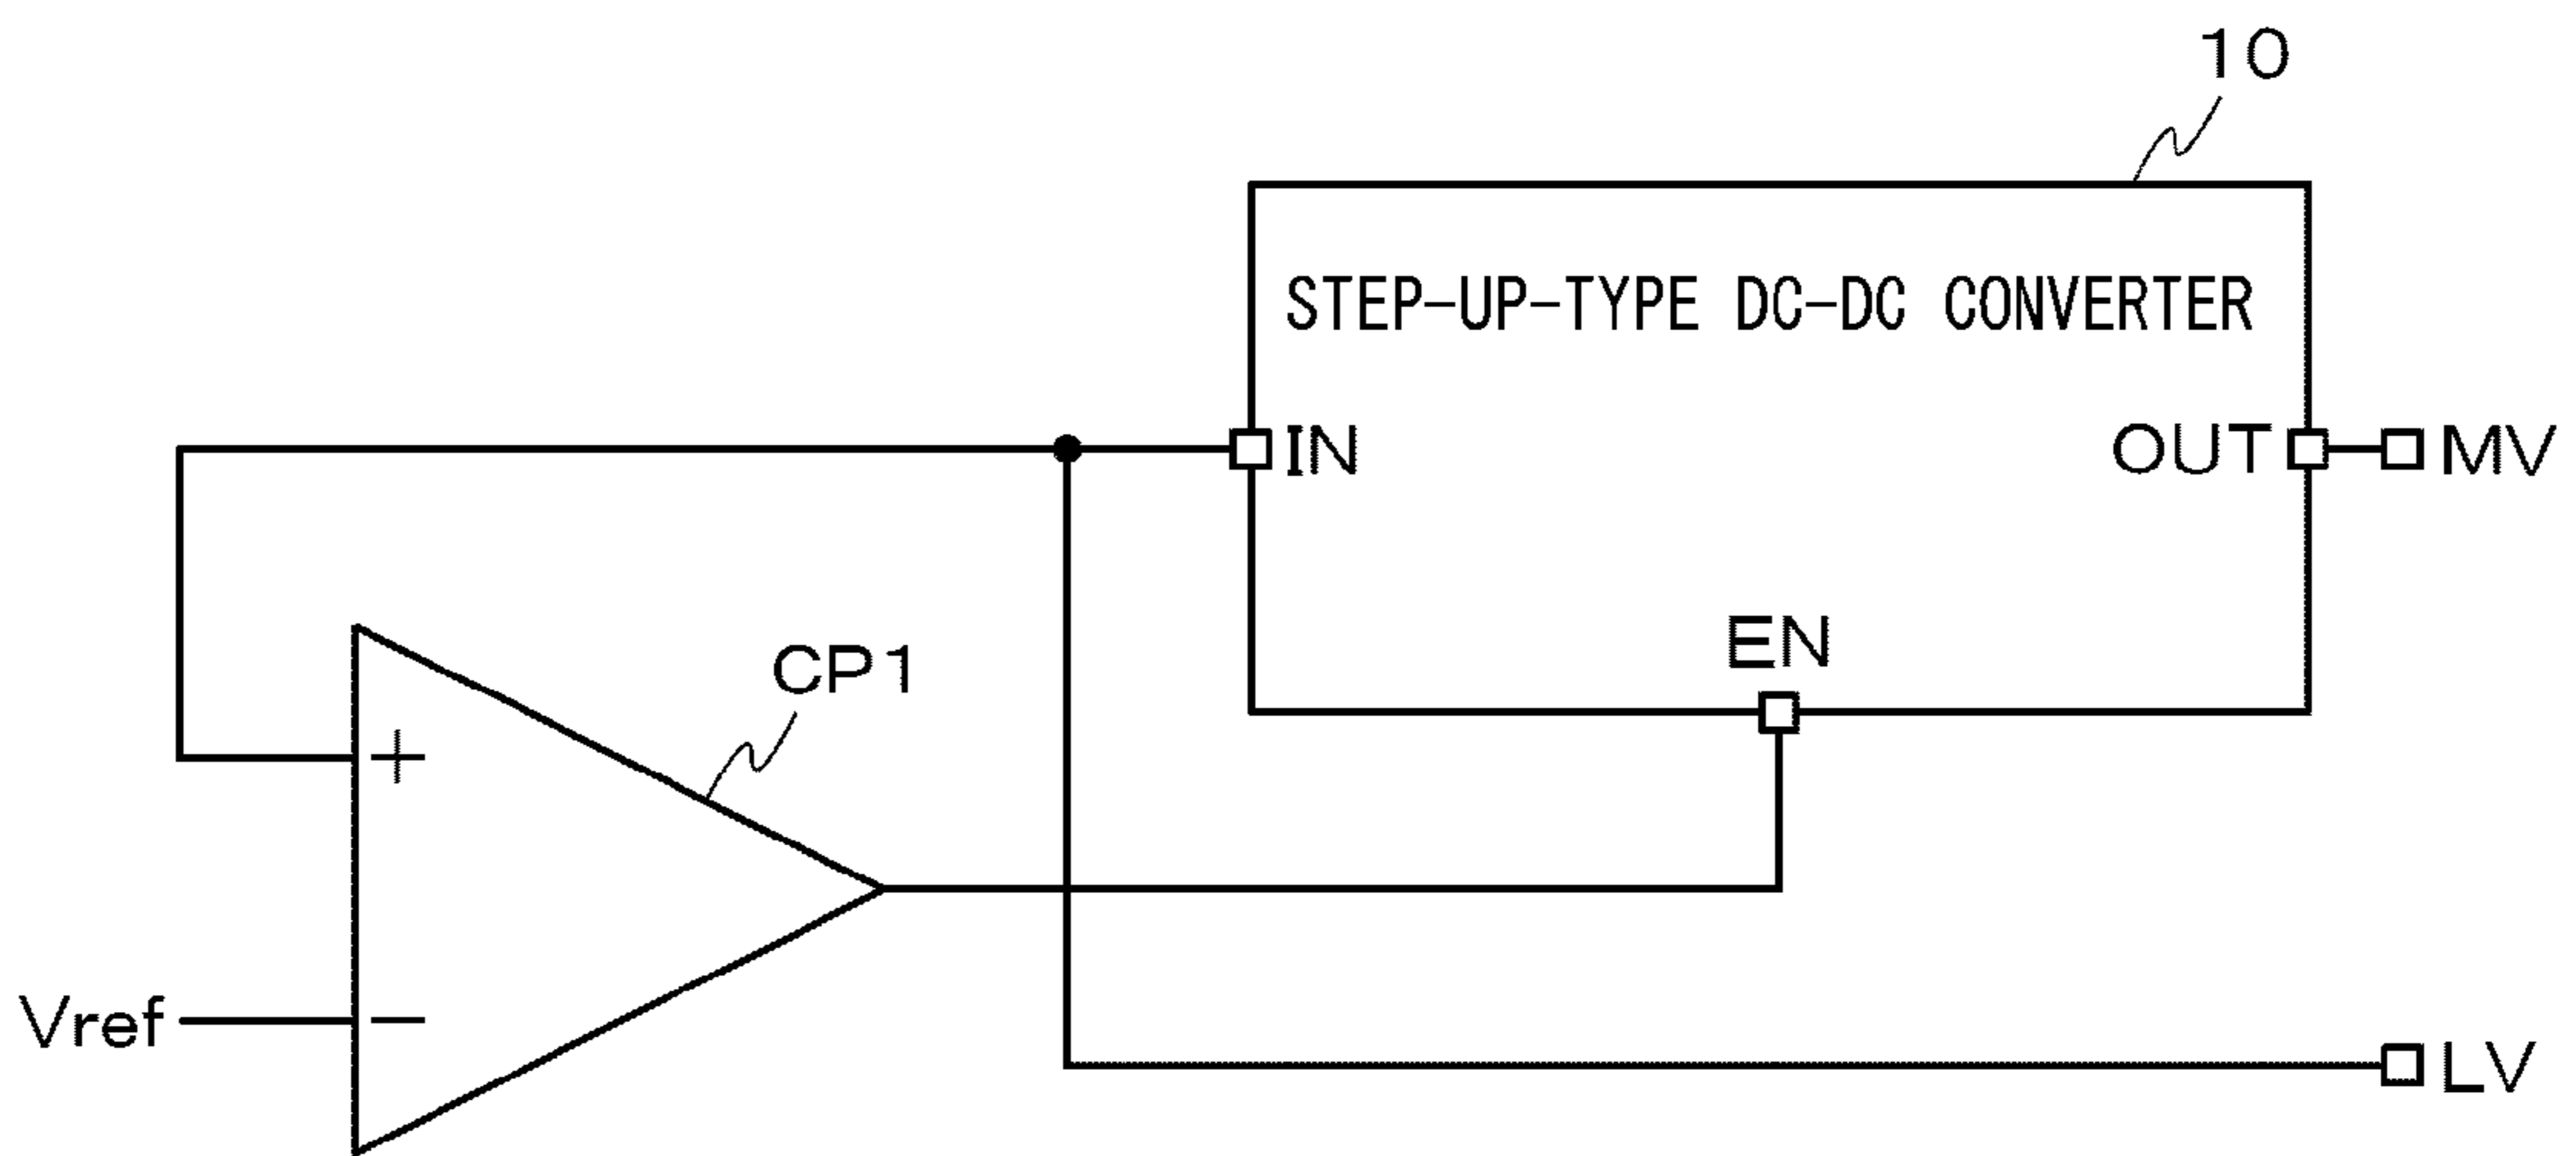 10
STEP-UP-TYPE DC-DC CONVERTER
IN
OUT
MV
EN
CP1
+
Vref
−
LV